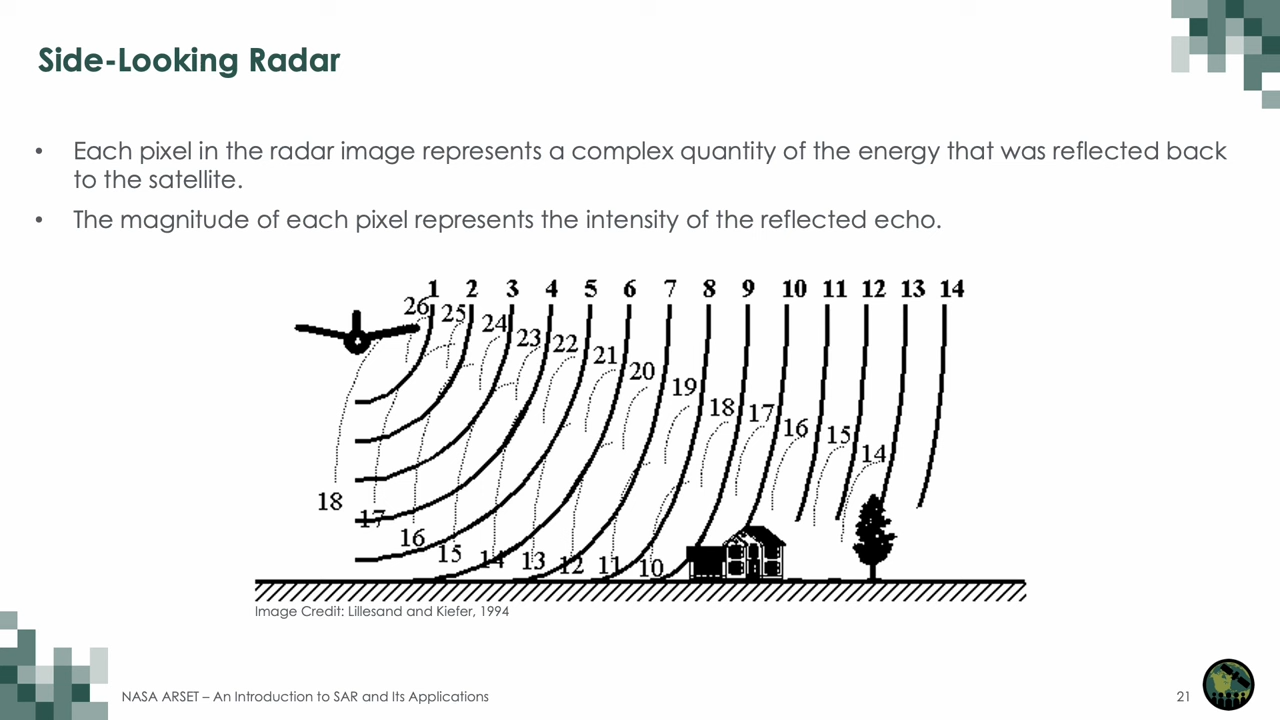 Side-Looking Radar
• Each pixel in the radar image represents a complex quantity of the energy that was reflected back
to the satellite.
• The magnitude of each pixel represents the intensity of the reflected echo.
1 2 3 4 5 6 7 8 9 10 11 12 13 14
26 25 24 23 22 21 20 19 18 17 16 15 14
18 17 16 15 14 13 12 11 10
Image Credit: Lillesand and Kiefer, 1994
NASA ARSET – An Introduction to SAR and Its Applications
21